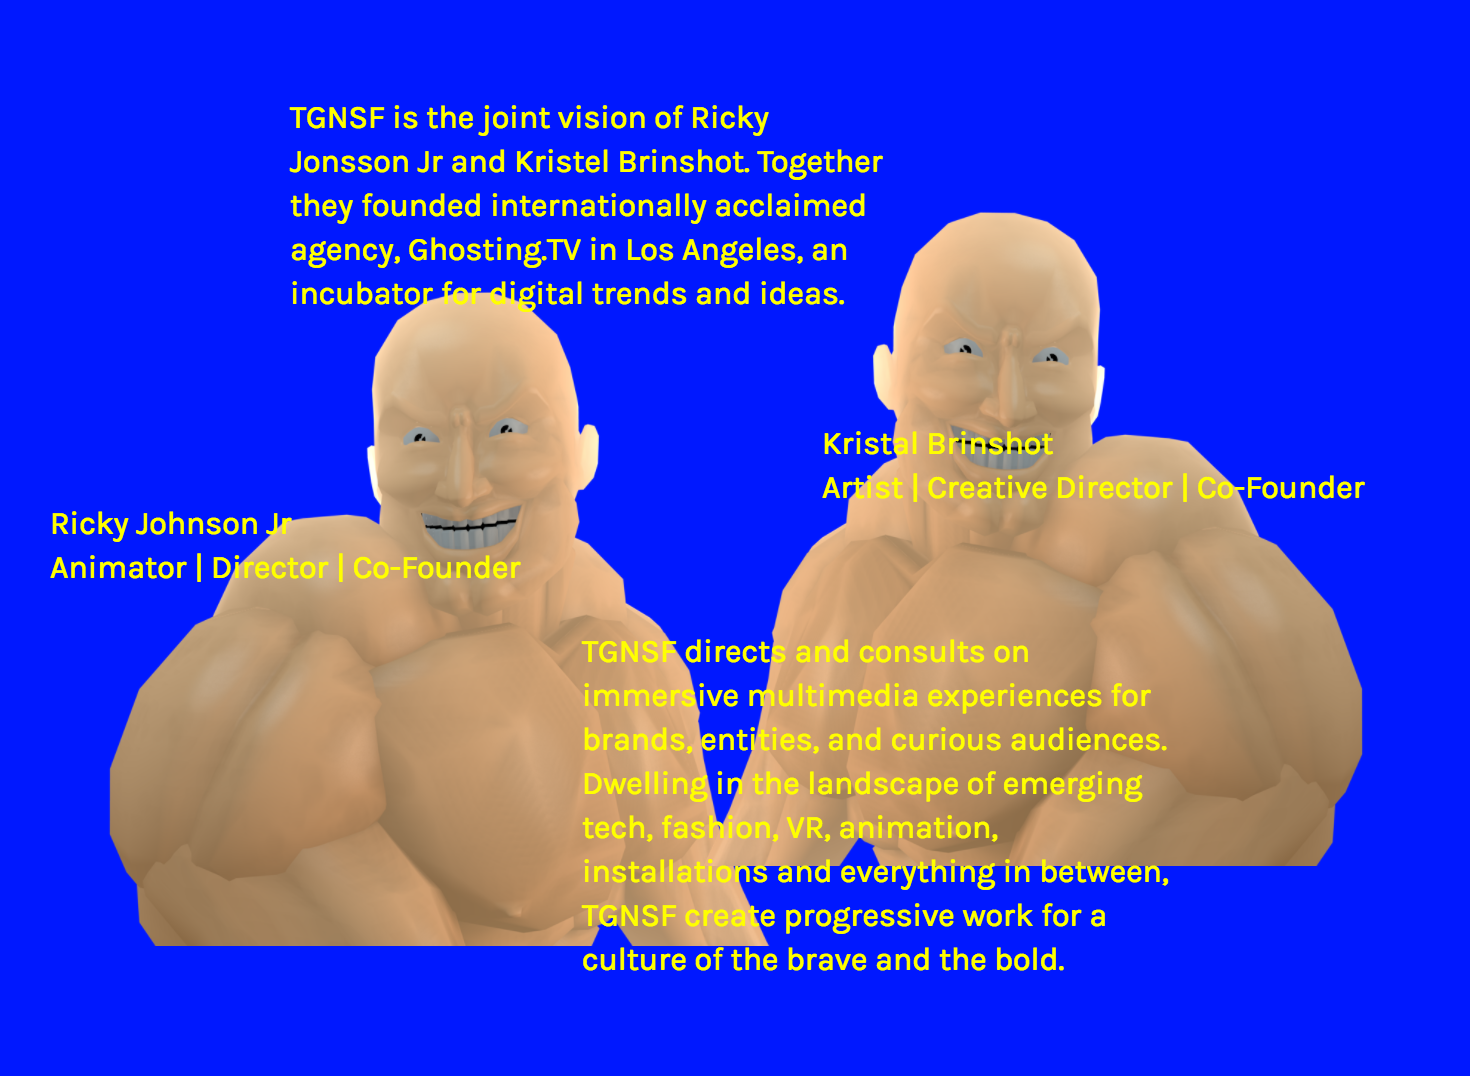 TGNSF is the joint vision of Ricky
Jonsson Jr and Kristel Brinshot. Together
they founded internationally acclaimed
agency, Ghosting.TV in Los Angeles, an
incubator for digital trends and ideas.
Kristal Brinshot
Artist | Creative Director | Co-Founder
Ricky Johnson Jr
Animator | Director | Co-Founder
TGNSF directs and consults on
immersive multimedia experiences for
brands, entities, and curious audiences.
Dwelling in the landscape of emerging
tech, fashion, VR, animation,
installations and everything in between,
TGNSF create progressive work for a
culture of the brave and the bold.